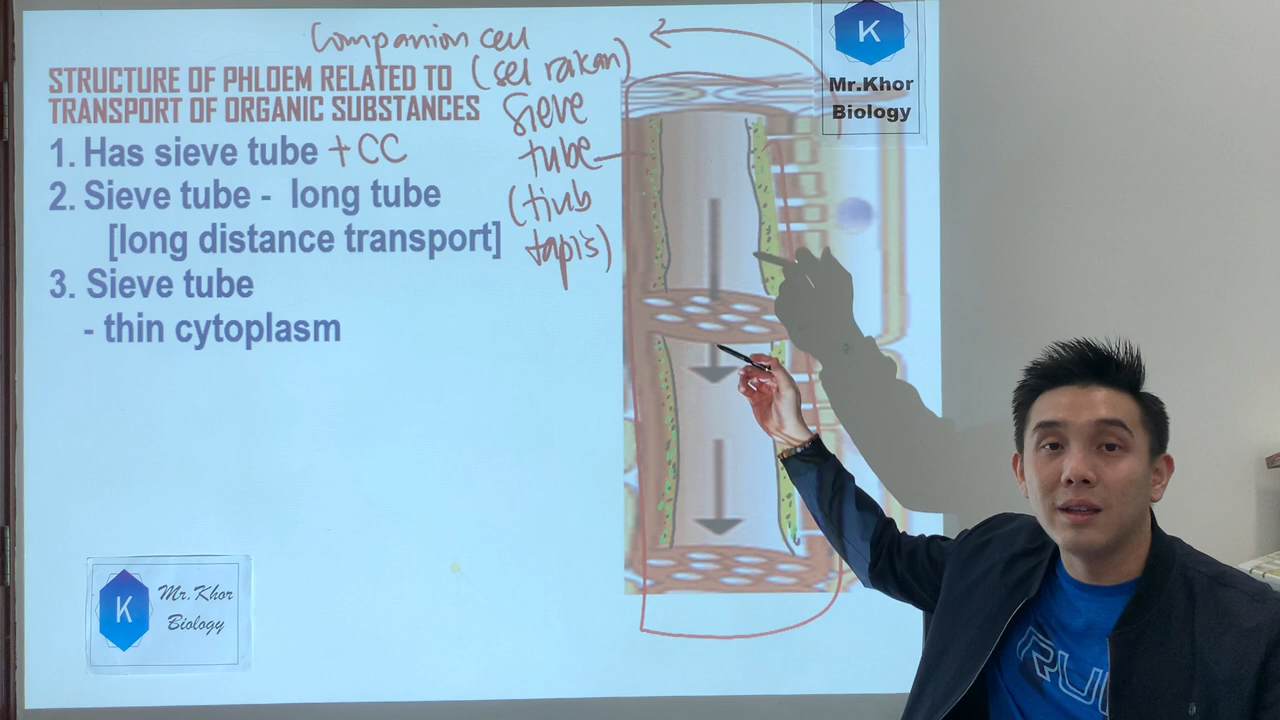 Companion cell
(sel rakan)
STRUCTURE OF PHLOEM RELATED TO
TRANSPORT OF ORGANIC SUBSTANCES
1. Has sieve tube + CC
2. Sieve tube - long tube
[long distance transport]
3. Sieve tube
- thin cytoplasm
Sieve
tube
(tiub
tapis)
K
Mr.Khor
Biology
K
Mr.Khor
Biology
RU